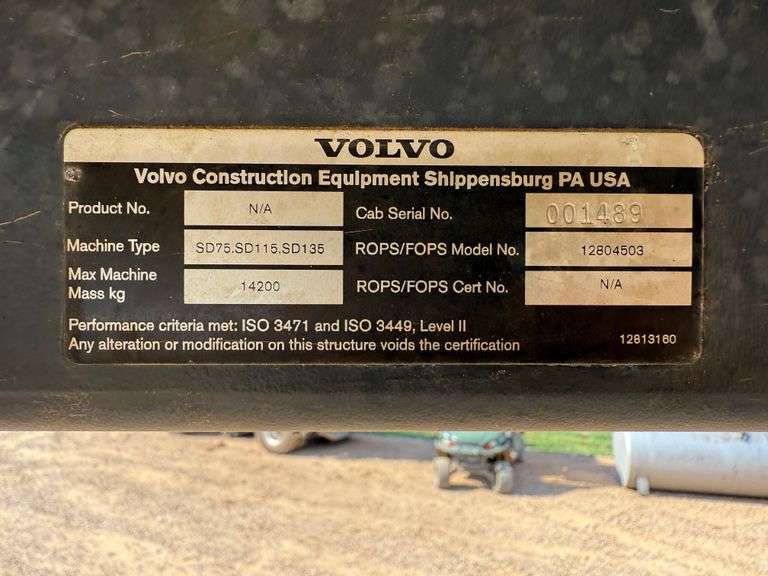 VOLVO
Volvo Construction Equipment Shippensburg PA USA
Product No. N/A Cab Serial No. 001489
Machine Type SD75.SD115.SD135 ROPS/FOPS Model No. 12804503
Max Machine
Mass kg 14200 ROPS/FOPS Cert No. N/A
Performance criteria met: ISO 3471 and ISO 3449, Level II
Any alteration or modification on this structure voids the certification 12813160